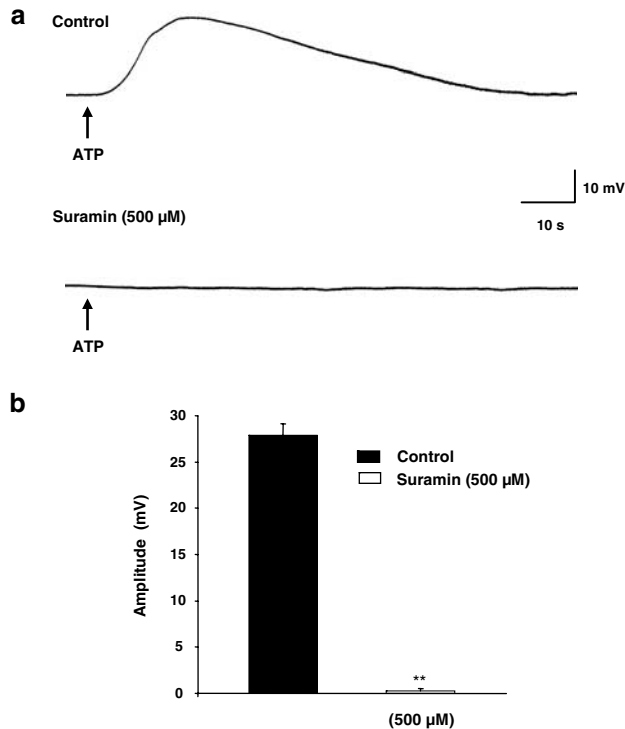 a
Control
ATP
10 mV
10 s
Suramin (500 µM)
ATP
b
30
25
20
15
10
5
0
Amplitude (mV)
Control
Suramin (500 µM)
**
(500 µM)